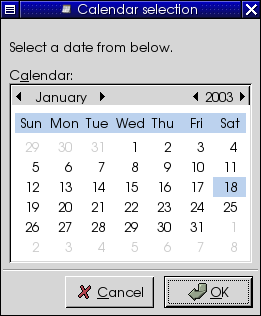 Calendar selection
Select a date from below.
Calendar:
January 2003
Sun Mon Tue Wed Thu Fri Sat
29 30 31 1 2 3 4
5 6 7 8 9 10 11
12 13 14 15 16 17 18
19 20 21 22 23 24 25
26 27 28 29 30 31 1
2 3 4 5 6 7 8
Cancel OK